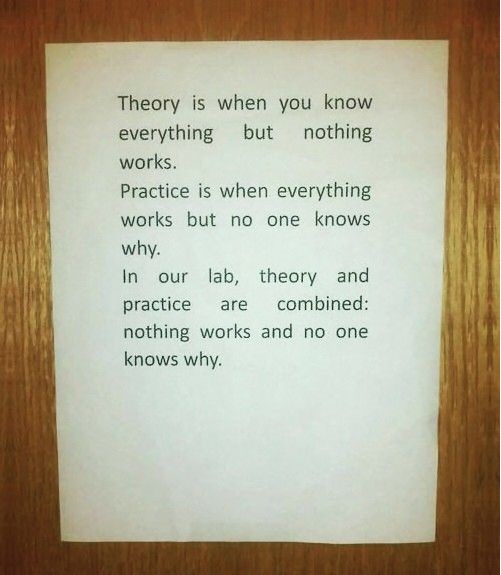 Theory is when you know
everything but nothing
works.
Practice is when everything
works but no one knows
why.
In our lab, theory and
practice are combined:
nothing works and no one
knows why.